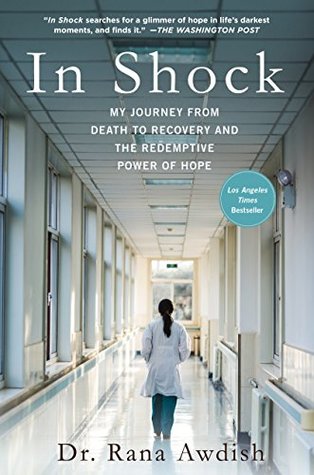 “In Shock searches for a glimmer of hope in life’s darkest
moments, and finds it.” —THE WASHINGTON POST
In Shock
MY JOURNEY FROM
DEATH TO RECOVERY AND
THE REDEMPTIVE
POWER OF HOPE
Los Angeles
Times
Bestseller
Dr. Rana Awdish